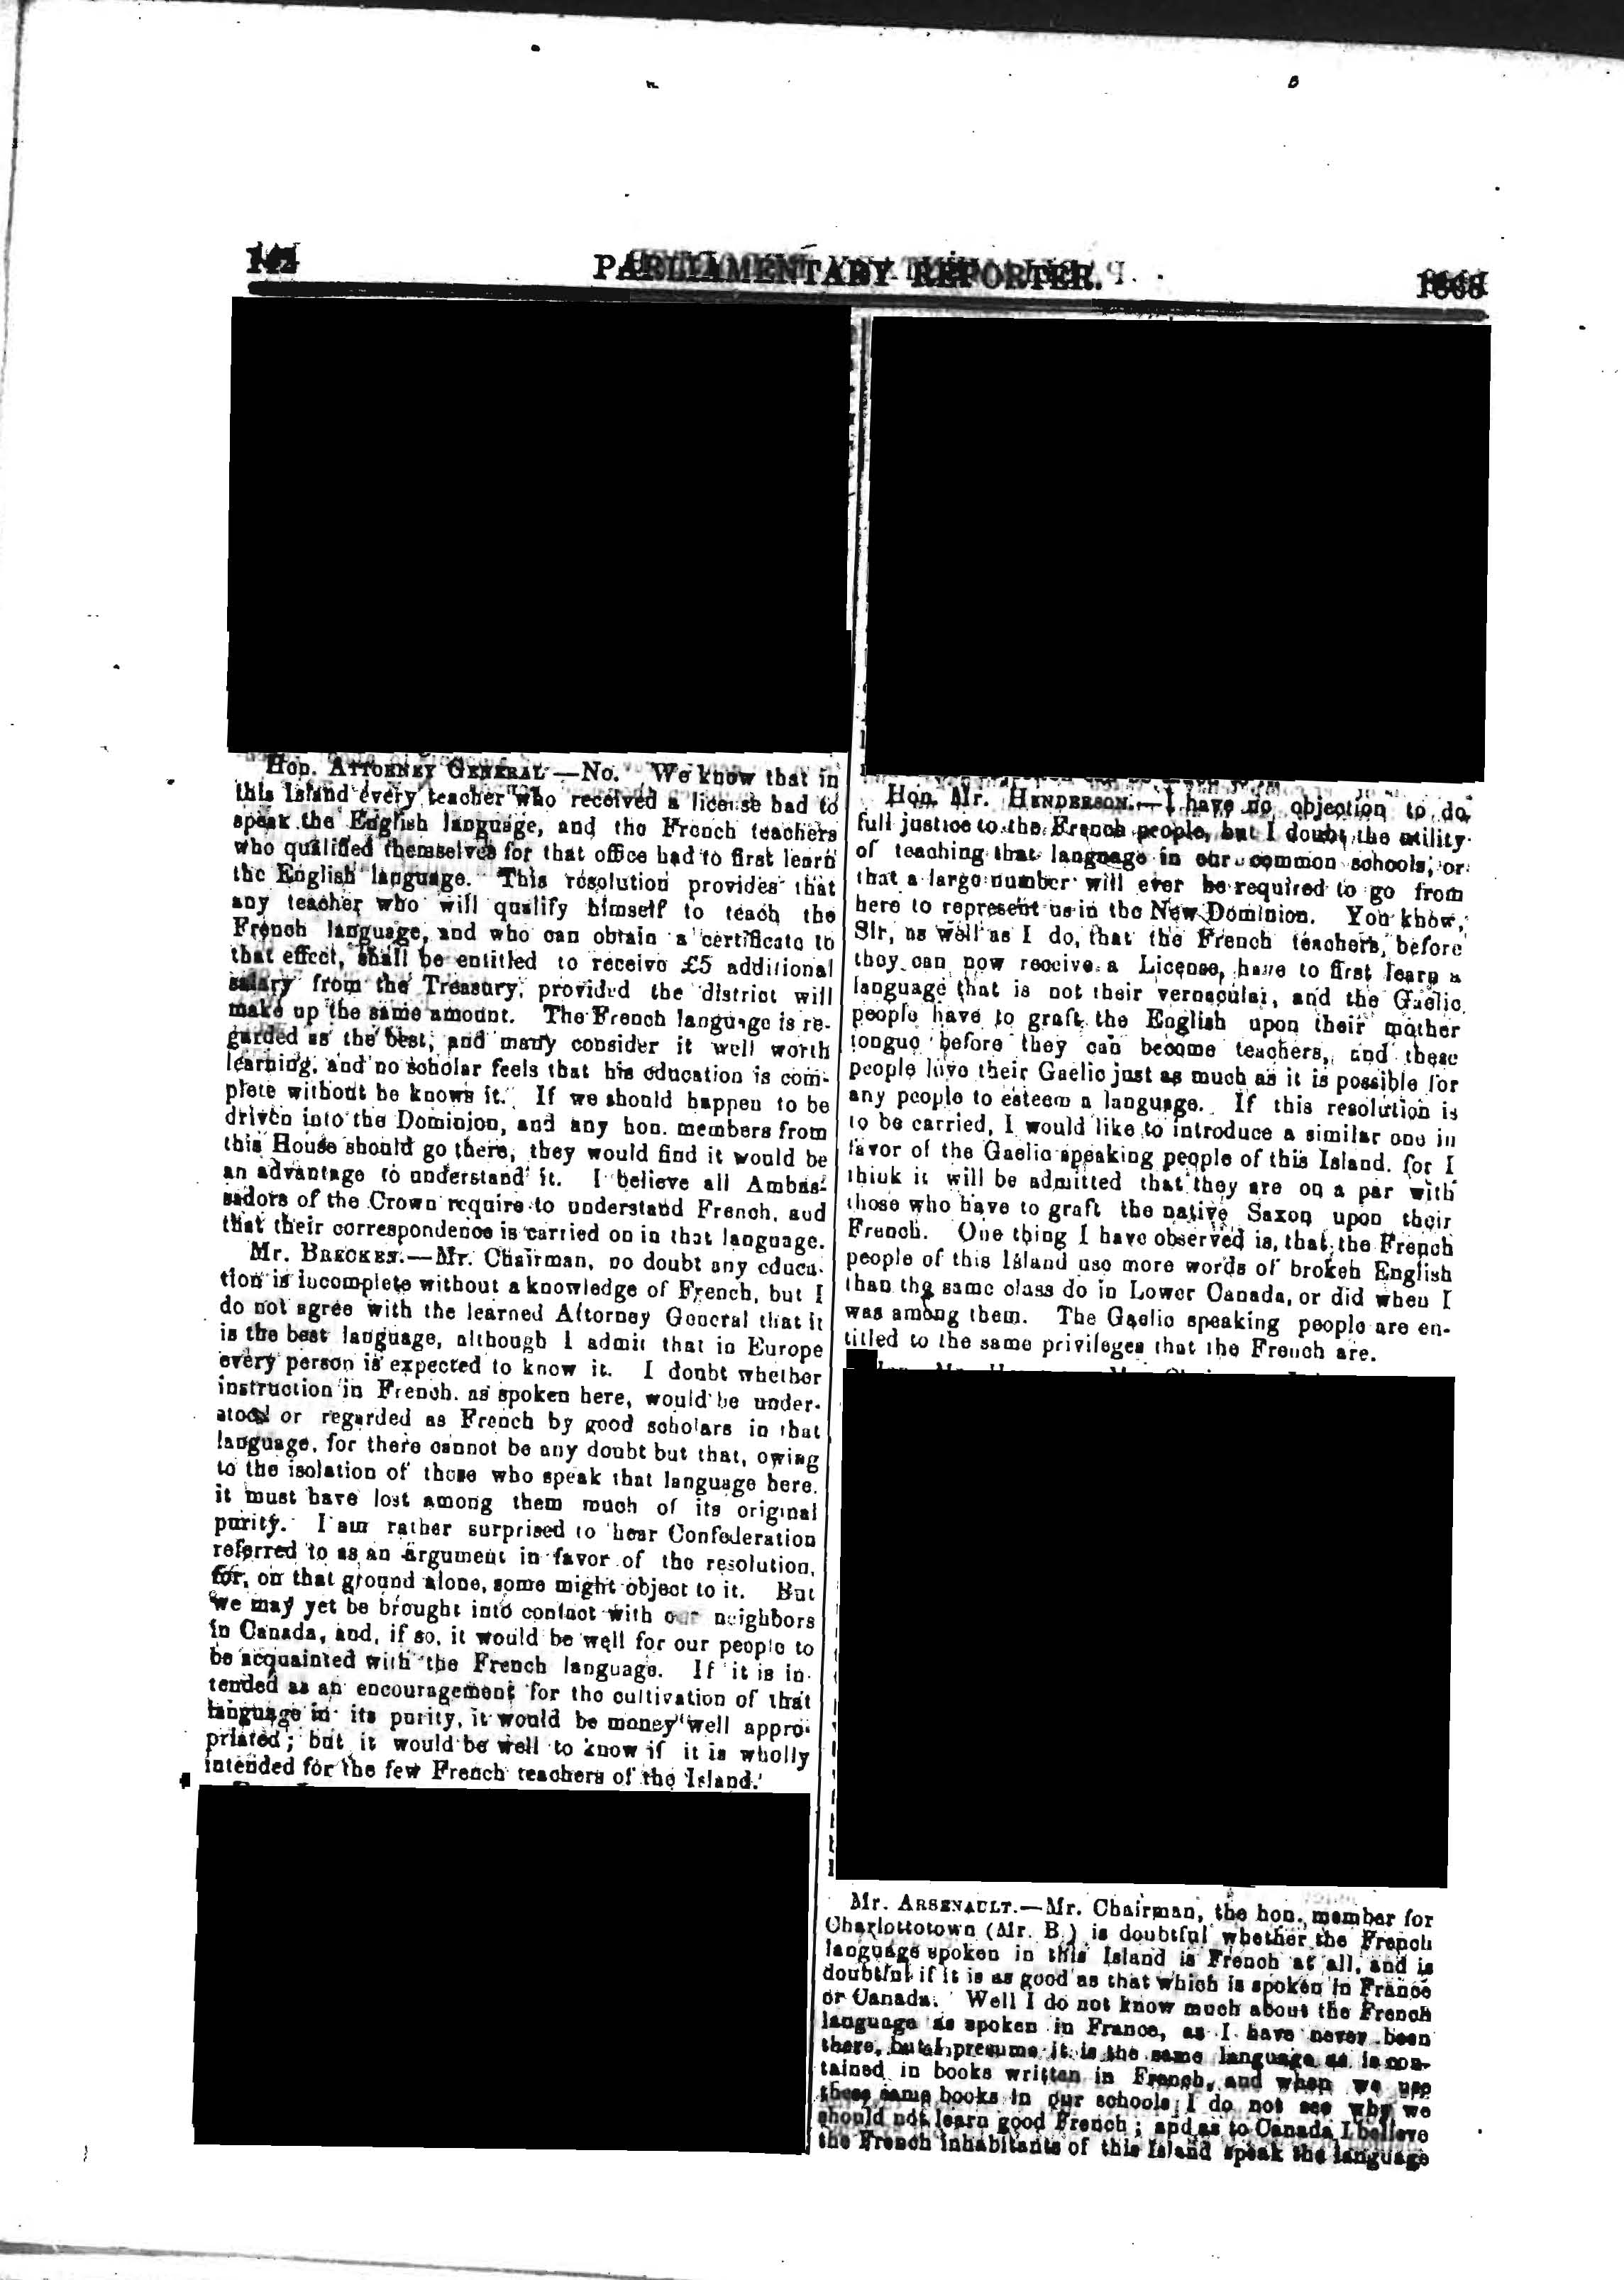 PARLIAMENTARY REPORTER.
1868
Hon. ATTORNEY GENERAL—No. We know that in
this Island every teacher who received a license had to
speak the English language, and the French teachers
who qualified themselves for that office had to first learn
the English language. This resolution provides that
any teacher who will qualify himself to teach the
French language, and who can obtain a certificate to
that effect, shall be entitled to receive £5 additional
salary from the Treasury, provided the district will
make up the same amount. The French language is re-
garded as the best, and many consider it well worth
learning, and no scholar feels that his education is com-
plete without he knows it. If we should happen to be
driven into the Dominion, and any hon. members from
this House should go there, they would find it would be
an advantage to understand it. I believe all Ambas-
sadors of the Crown require to understand French, and
that their correspondence is carried on in that language.
Mr. BRECKEN.—Mr. Chairman, no doubt any educa-
tion is incomplete without a knowledge of French, but I
do not agree with the learned Attorney General that it
is the best language, although I admit that in Europe
every person is expected to know it. I doubt whether
instruction in French, as spoken here, would be under-
stood or regarded as French by good scholars in that
language, for there cannot be any doubt but that, owing
to the isolation of those who speak that language here,
it must have lost among them much of its original
purity. I am rather surprised to hear Confederation
referred to as an argument in favor of the resolution,
for, on that ground alone, some might object to it. But
we may yet be brought into contact with our neighbors
in Canada, and, if so, it would be well for our people to
be acquainted with the French language. If it is in-
tended as an encouragement for the cultivation of that
language in its purity, it would be money well appro-
priated; but it would be well to know if it is wholly
intended for the few French teachers of the Island.
Hon. Mr. HENDERSON.—I have no objection to do
full justice to the French people, but I doubt the utility
of teaching that language in our common schools, or
that a large number will ever be required to go from
here to represent us in the New Dominion. You know,
Sir, as well as I do, that the French teachers, before
they can now receive a License, have to first learn a
language that is not their vernacular, and the Gaelic
people have to graft the English upon their mother
tongue before they can become teachers, and these
people love their Gaelic just as much as it is possible for
any people to esteem a language. If this resolution is
to be carried, I would like to introduce a similar one in
favor of the Gaelic speaking people of this Island, for I
think it will be admitted that they are on a par with
those who have to graft the native Saxon upon their
French. One thing I have observed is, that the French
people of this Island use more words of broken English
than the same class do in Lower Canada, or did when I
was among them. The Gaelic speaking people are en-
titled to the same privileges that the French are.
Mr. ARSENAULT.—Mr. Chairman, the hon. member for
Charlottetown (Mr. B.) is doubtful whether the French
language spoken in this Island is French at all, and is
doubtful if it is as good as that which is spoken in France
or Canada. Well I do not know much about the French
language as spoken in France, as I have never been
there, but I presume it is the same language as is con-
tained in books written in French, and when we use
these same books in our schools I do not see why we
should not learn good French; and as to Canada I believe
the French inhabitants of this Island speak the language